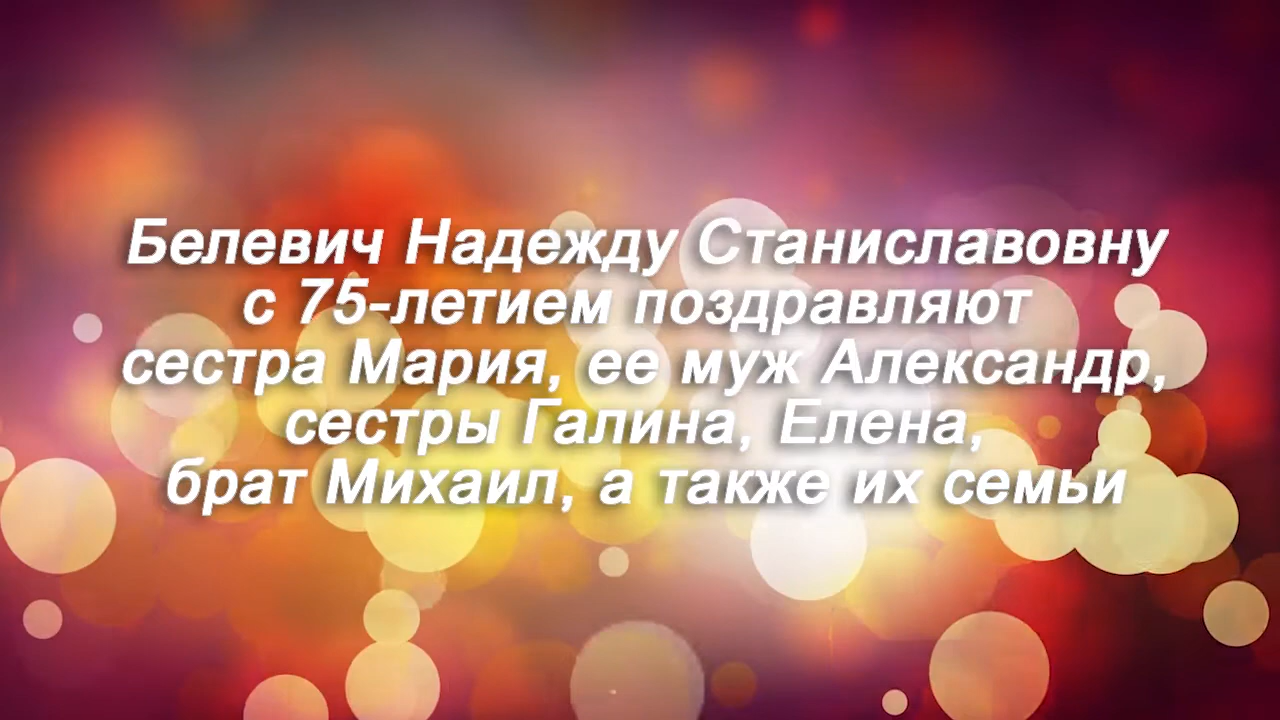 Белевич Надежду Станиславовну
с 75-летием поздравляют
сестра Мария, ее муж Александр,
сестры Галина, Елена,
брат Михаил, а также их семьи